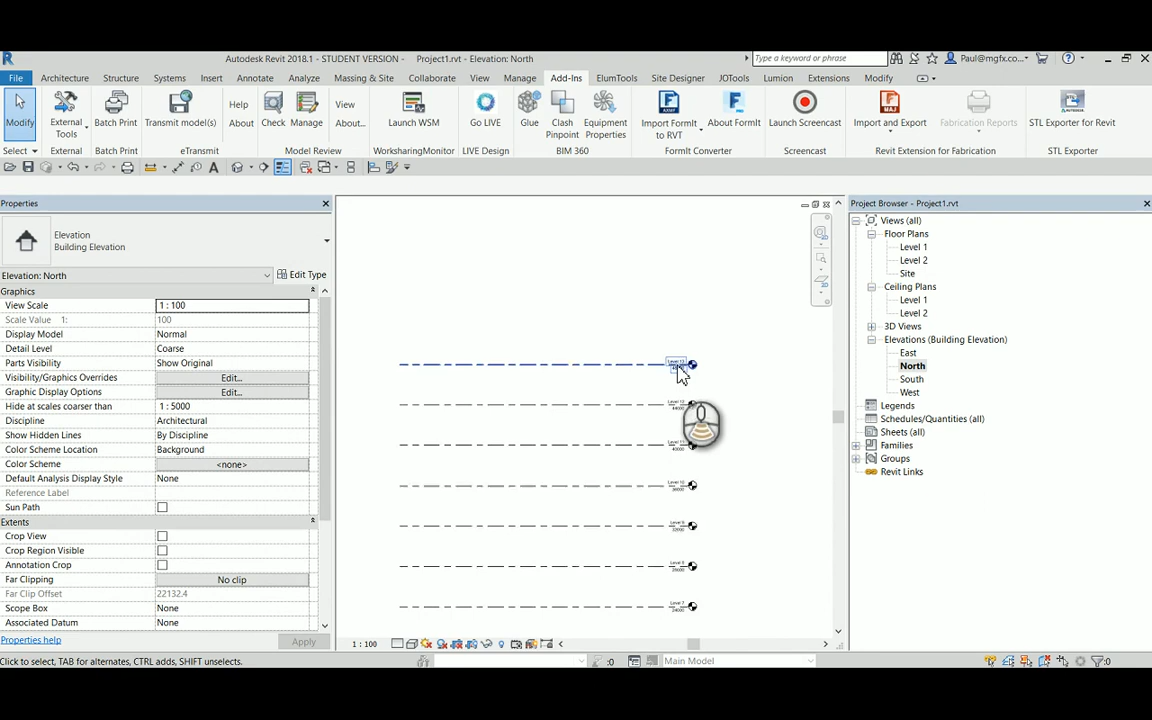 Autodesk Revit 2018.1 - STUDENT VERSION - Project1.rvt - Elevation: North
Type a keyword or phrase
Paul@mgfx.co...
File Architecture Structure Systems Insert Annotate Analyze Massing & Site Collaborate View Manage Add-Ins ElumTools Site Designer JOTools Lumion Extensions Modify
Modify
External Tools
Batch Print
Transmit model(s)
Help
About
Check
Manage
View
About...
Launch WSM
Go LIVE
Glue
Clash Pinpoint
Equipment Properties
Import FormIt to RVT
About FormIt
Launch Screencast
Import and Export
Fabrication Reports
STL Exporter for Revit
Select
External
Batch Print
eTransmit
Model Review
WorksharingMonitor
LIVE Design
BIM 360
FormIt Converter
Screencast
Revit Extension for Fabrication
STL Exporter
Properties
Elevation
Building Elevation
Elevation: North
Edit Type
Graphics
View Scale 1 : 100
Scale Value 1: 100
Display Model Normal
Detail Level Coarse
Parts Visibility Show Original
Visibility/Graphics Overrides Edit...
Graphic Display Options Edit...
Hide at scales coarser than 1 : 5000
Discipline Architectural
Show Hidden Lines By Discipline
Color Scheme Location Background
Color Scheme <none>
Default Analysis Display Style None
Reference Label
Sun Path
Extents
Crop View
Crop Region Visible
Annotation Crop
Far Clipping No clip
Far Clip Offset 22132.4
Scope Box None
Associated Datum None
Properties help
Apply
Level 10
Level 9
Level 8
Level 7
1 : 100
Project Browser - Project1.rvt
Views (all)
Floor Plans
Level 1
Level 2
Site
Ceiling Plans
Level 1
Level 2
3D Views
Elevations (Building Elevation)
East
North
South
West
Legends
Schedules/Quantities (all)
Sheets (all)
Families
Groups
Revit Links
Click to select, TAB for alternates, CTRL adds, SHIFT unselects.
:0
Main Model
:0